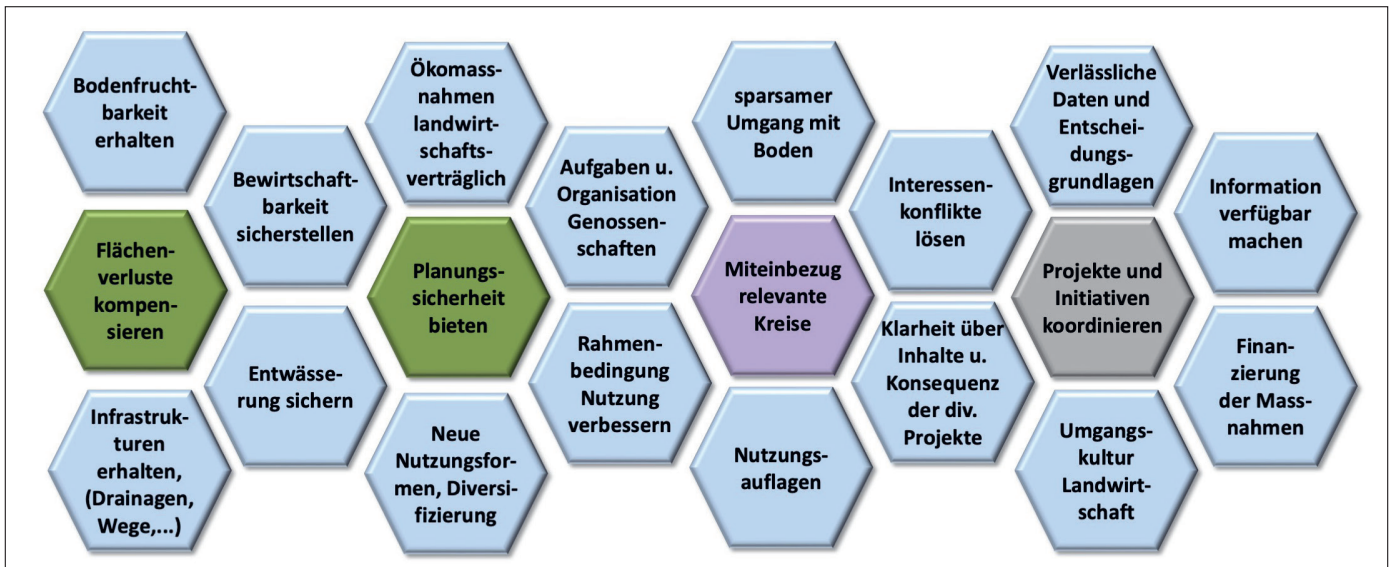 Bodenfrucht-
barkeit
erhalten
Flächen-
verluste
kompen-
sieren
Infrastruk-
turen
erhalten,
(Drainagen,
Wege,...)
Bewirtschaft-
barkeit
sicherstellen
Entwässe-
rung sichern
Ökomass-
nahmen
landwirt-
schafts-
verträglich
Planungs-
sicherheit
bieten
Neue
Nutzungsfor-
men, Diversi-
fizierung
Aufgaben u.
Organisation
Genossen-
schaften
Rahmen-
bedingung
Nutzung
verbessern
sparsamer
Umgang mit
Boden
Miteinbezug
relevante
Kreise
Nutzungs-
auflagen
Interessen-
konflikte
lösen
Klarheit über
Inhalte u.
Konsequenz
der div.
Projekte
Verlässliche
Daten und
Entschei-
dungs-
grundlagen
Projekte und
Initiativen
koordinieren
Umgangs-
kultur
Landwirt-
schaft
Information
verfügbar
machen
Finan-
zierung
der Mass-
nahmen